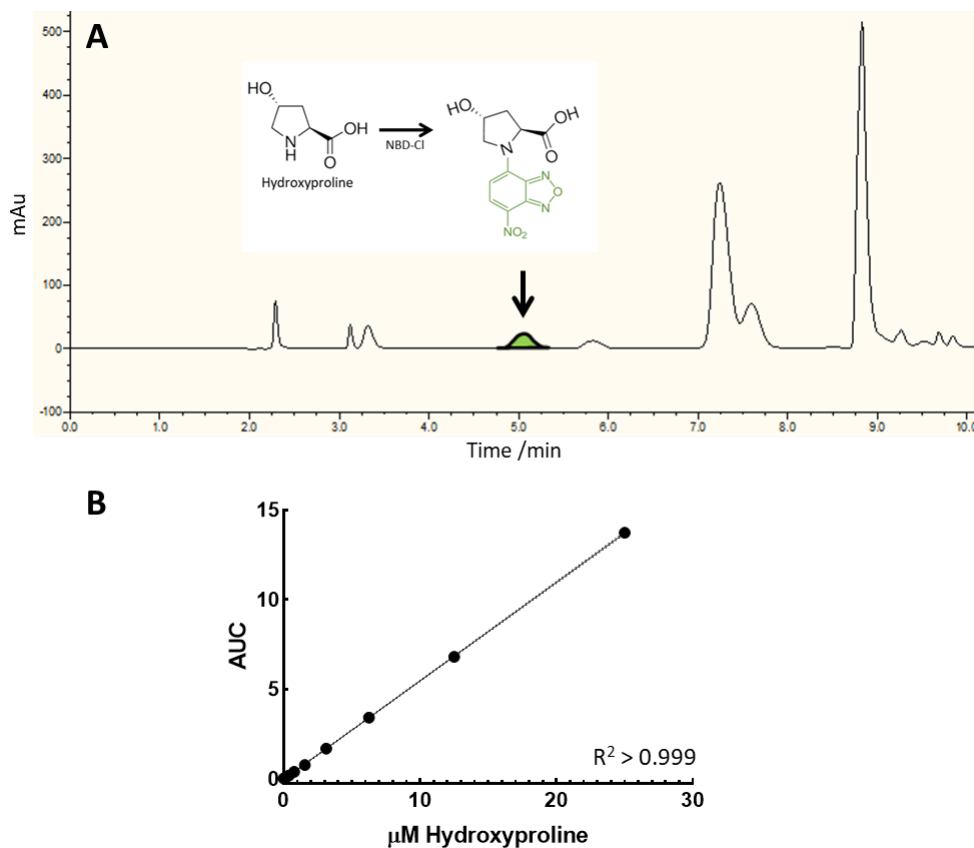 A
500
400
300
200
100
0
-100
mAu
HO
N
H
OH
O
Hydroxyproline
NBD-Cl
HO
N
OH
O
N
O
N
NO₂
0.0 1.0 2.0 3.0 4.0 5.0 6.0 7.0 8.0 9.0 10.0
Time /min
B
15
10
5
0
AUC
R² > 0.999
0 10 20 30
μM Hydroxyproline